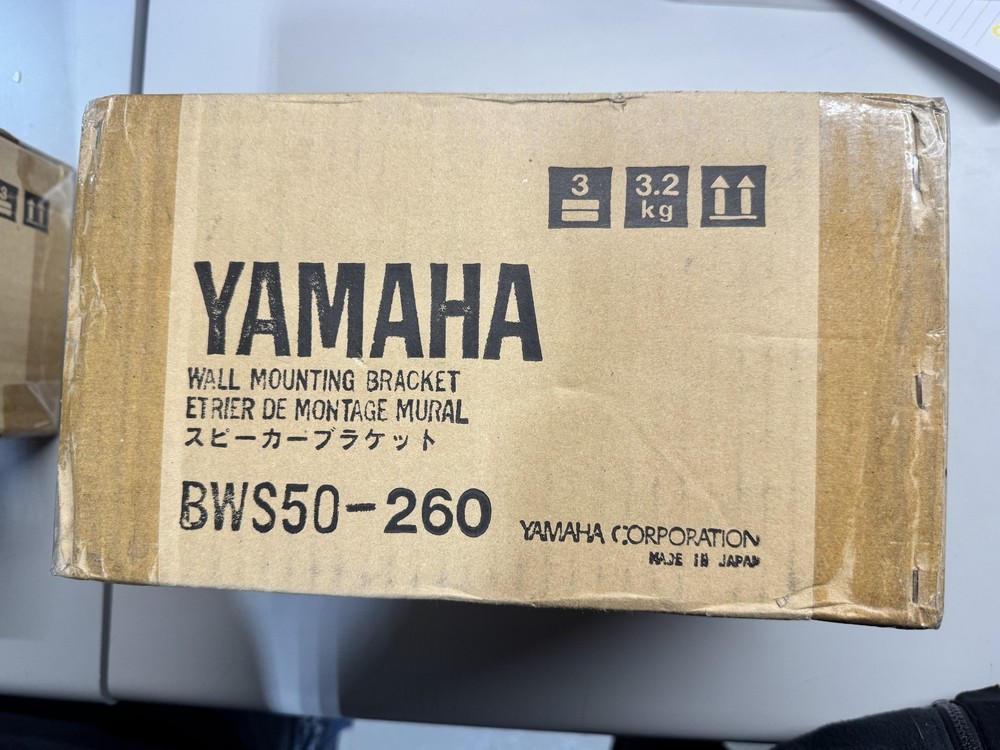 3
3.2
kg
YAMAHA
WALL MOUNTING BRACKET
ETRIER DE MONTAGE MURAL
スピーカーブラケット
BWS50-260
YAMAHA CORPORATION
MADE IN JAPAN
3